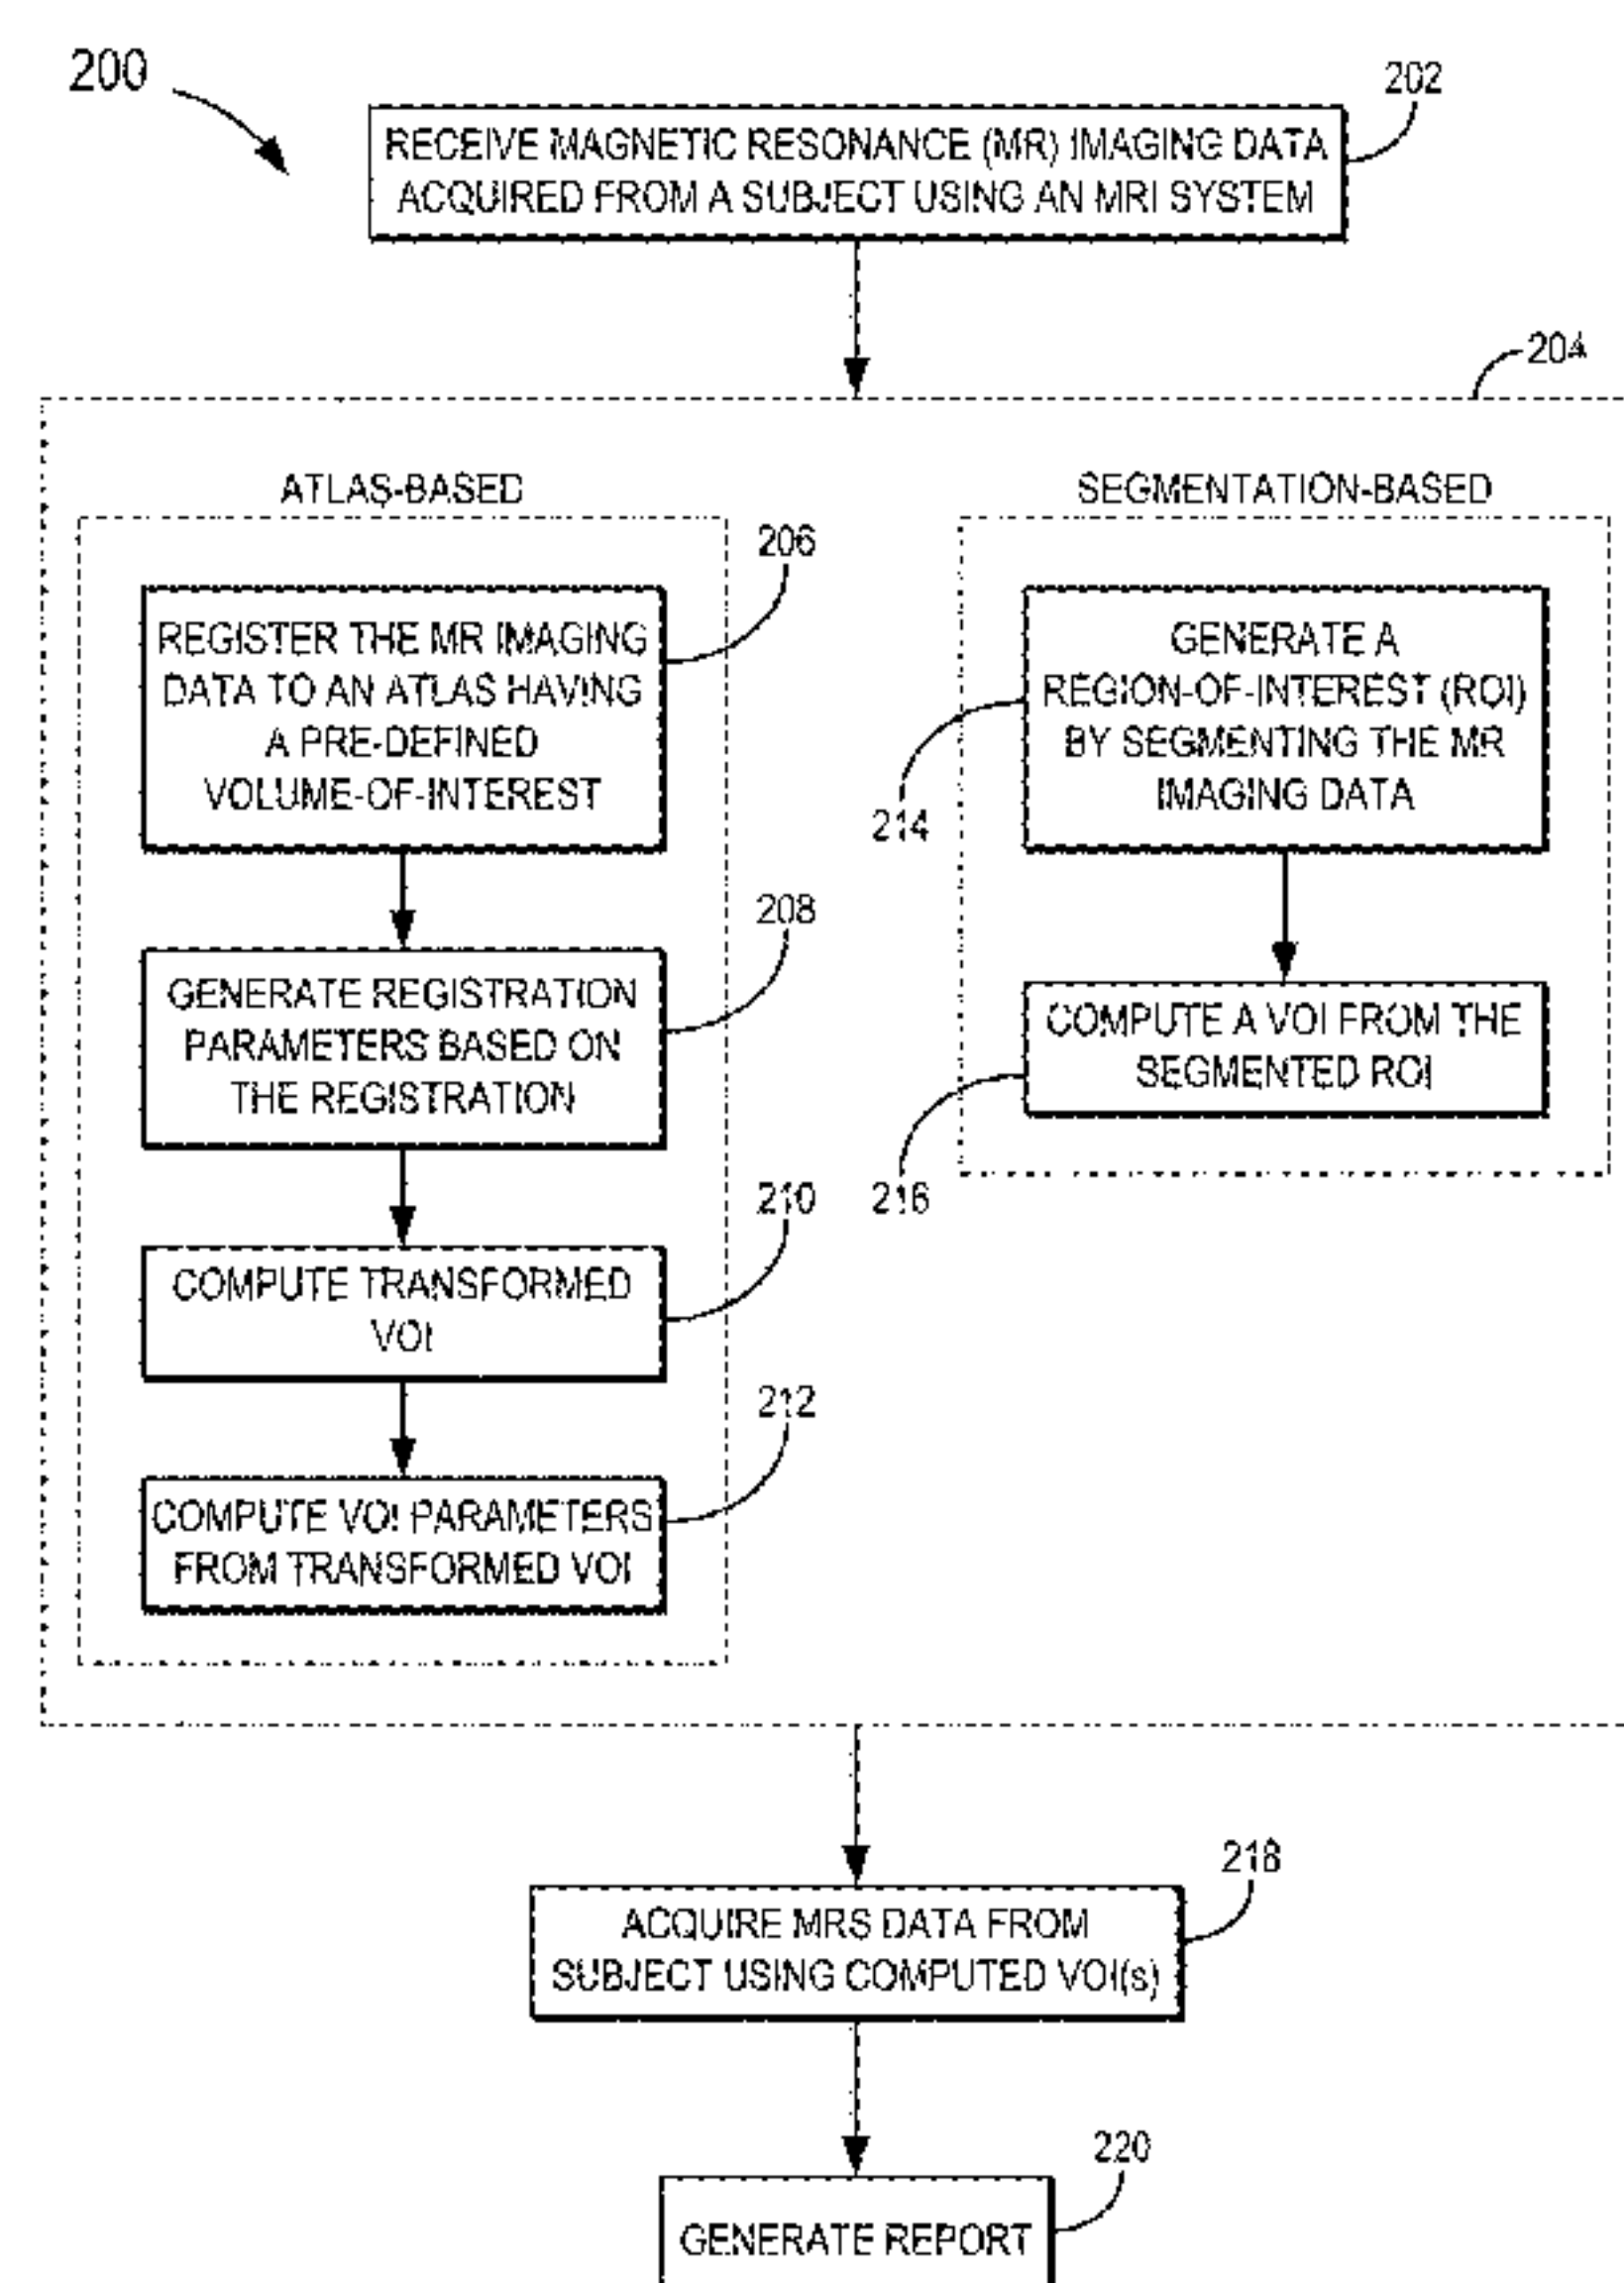 200
202
RECEIVE MAGNETIC RESONANCE (MR) IMAGING DATA
ACQUIRED FROM A SUBJECT USING AN MRI SYSTEM
204
ATLAS-BASED
206
REGISTER THE MR IMAGING
DATA TO AN ATLAS HAVING
A PRE-DEFINED
VOLUME-OF-INTEREST
208
GENERATE REGISTRATION
PARAMETERS BASED ON
THE REGISTRATION
210
COMPUTE TRANSFORMED
VOI
212
COMPUTE VOI PARAMETERS
FROM TRANSFORMED VOI
SEGMENTATION-BASED
GENERATE A
REGION-OF-INTEREST (ROI)
BY SEGMENTING THE MR
IMAGING DATA
214
COMPUTE A VOI FROM THE
SEGMENTED ROI
216
218
ACQUIRE MRS DATA FROM
SUBJECT USING COMPUTED VOI(s)
220
GENERATE REPORT